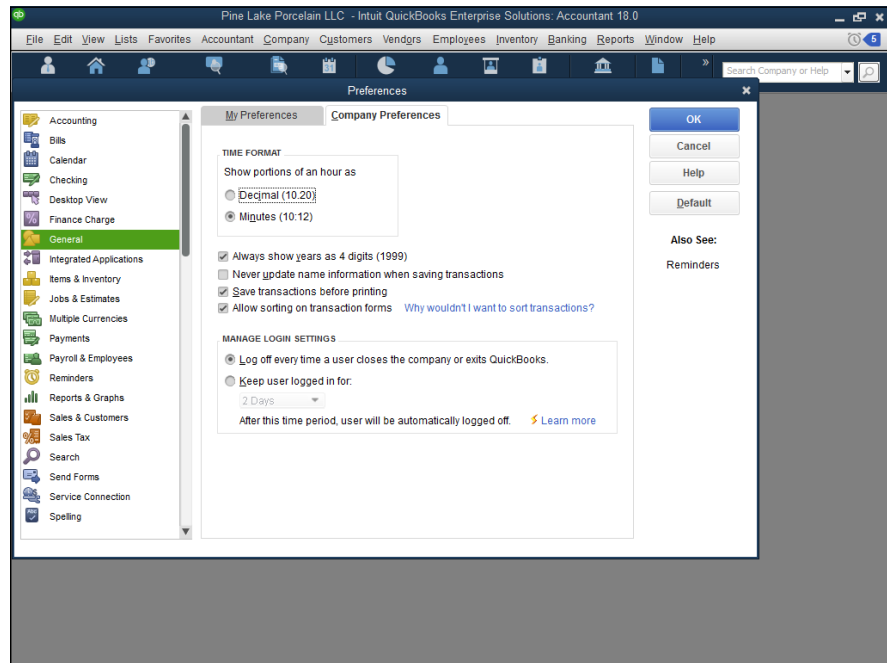 Pine Lake Porcelain LLC - Intuit QuickBooks Enterprise Solutions: Accountant 18.0
File Edit View Lists Favorites Accountant Company Customers Vendors Employees Inventory Banking Reports Window Help
5
Search Company or Help
Preferences
Accounting
Bills
Calendar
Checking
Desktop View
Finance Charge
General
Integrated Applications
Items & Inventory
Jobs & Estimates
Multiple Currencies
Payments
Payroll & Employees
Reminders
Reports & Graphs
Sales & Customers
Sales Tax
Search
Send Forms
Service Connection
Spelling
My Preferences
Company Preferences
TIME FORMAT
Show portions of an hour as
Decimal (10.20)
Minutes (10:12)
Always show years as 4 digits (1999)
Never update name information when saving transactions
Save transactions before printing
Allow sorting on transaction forms Why wouldn't I want to sort transactions?
MANAGE LOGIN SETTINGS
Log off every time a user closes the company or exits QuickBooks.
Keep user logged in for:
2 Days
After this time period, user will be automatically logged off. Learn more
OK
Cancel
Help
Default
Also See:
Reminders